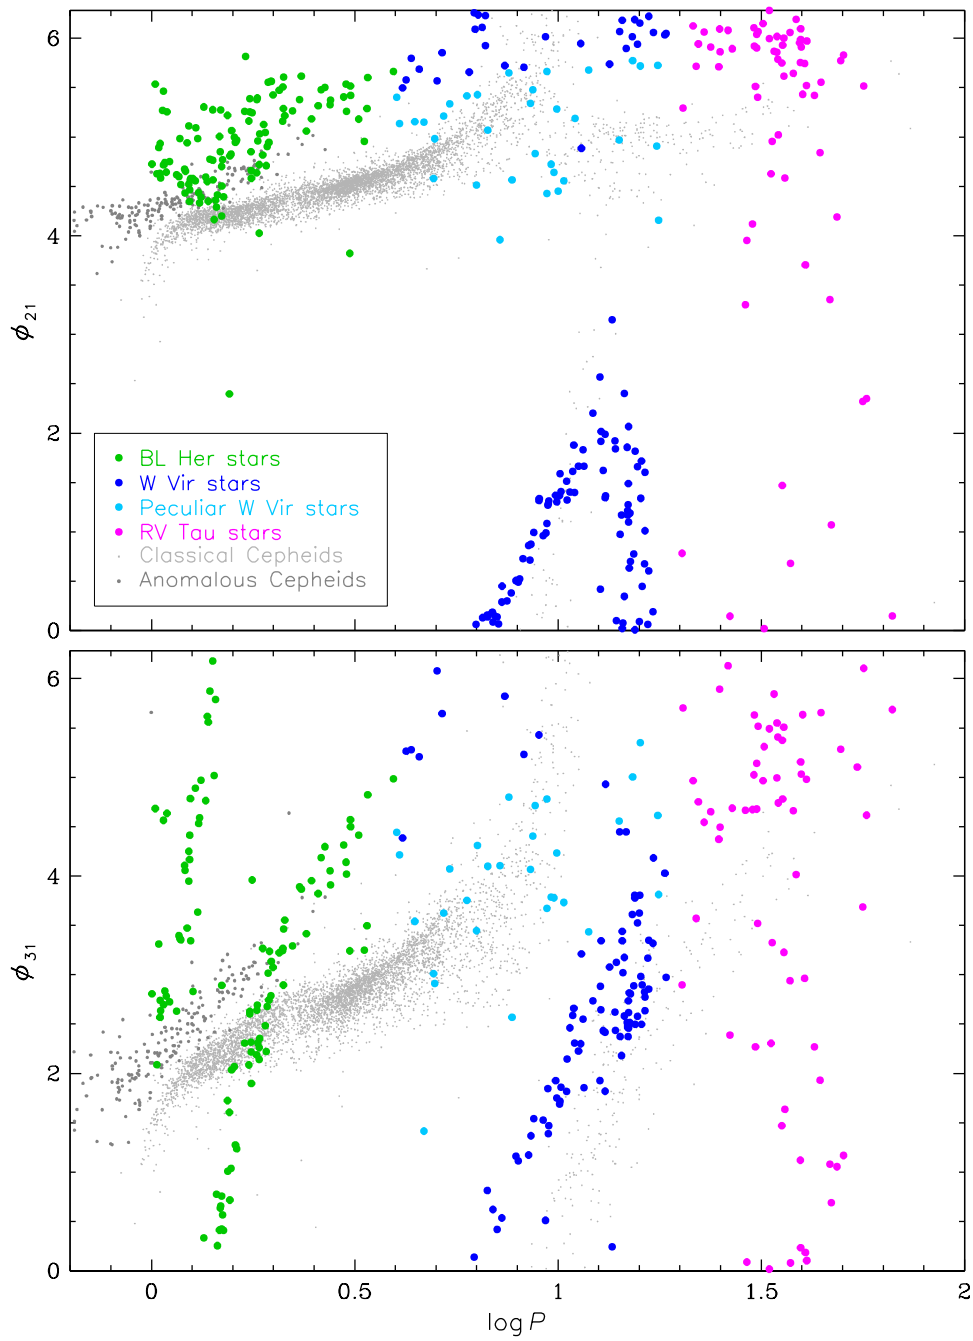 6
4
ϕ21
2
BL Her stars
W Vir stars
Peculiar W Vir stars
RV Tau stars
Classical Cepheids
Anomalous Cepheids
0
6
4
ϕ31
2
0
0 0.5 1 1.5 2
log P